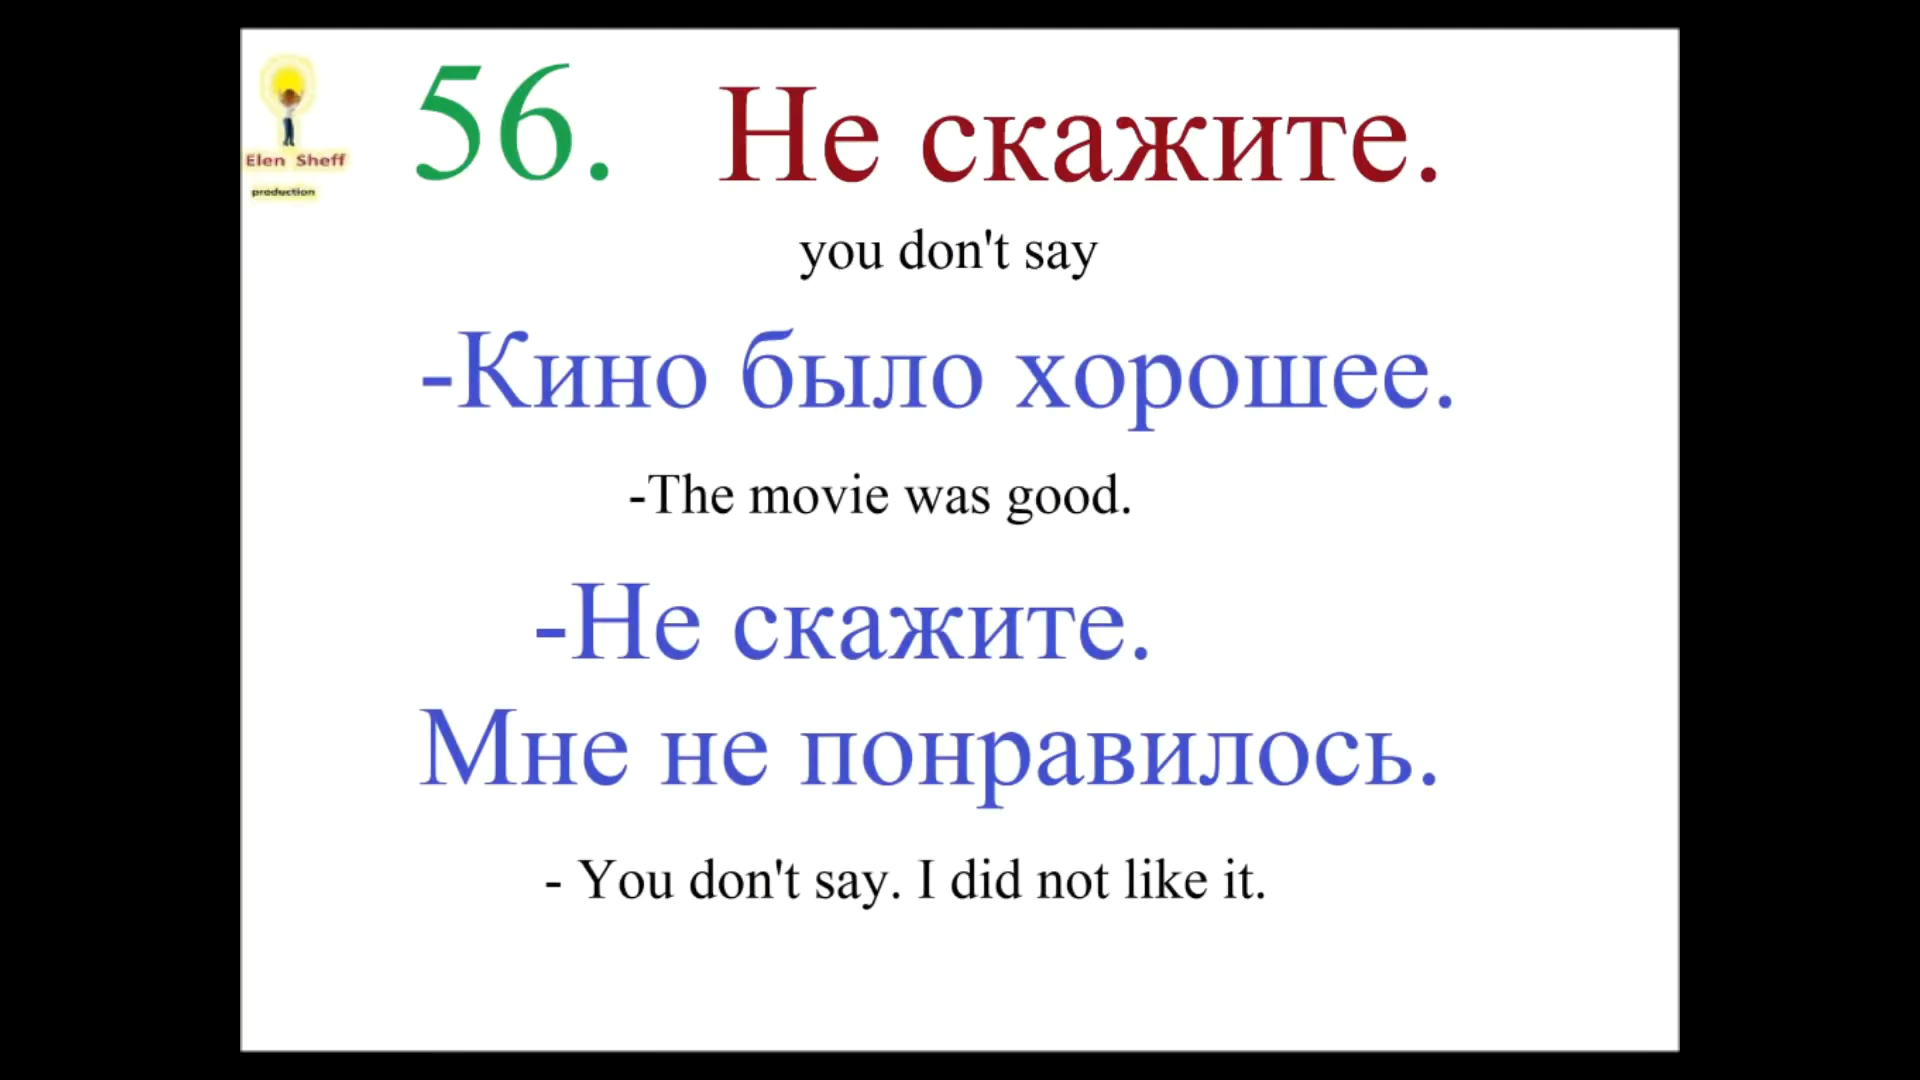 Elen Sheff
production
56. Не скажите.
you don't say
-Кино было хорошее.
-The movie was good.
-Не скажите.
Мне не понравилось.
- You don't say. I did not like it.